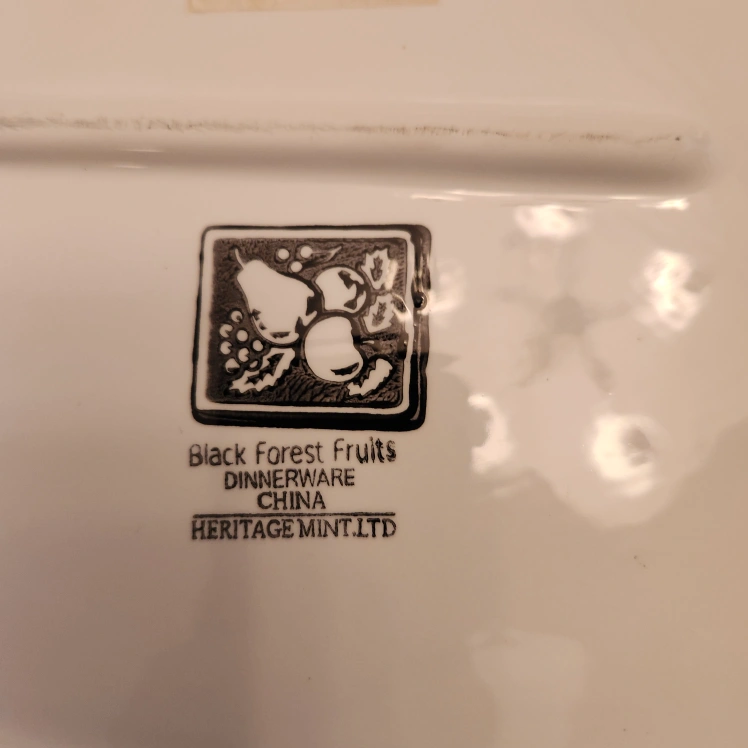 Black Forest Fruits
DINNERWARE
CHINA
HERITAGE MINT.LTD